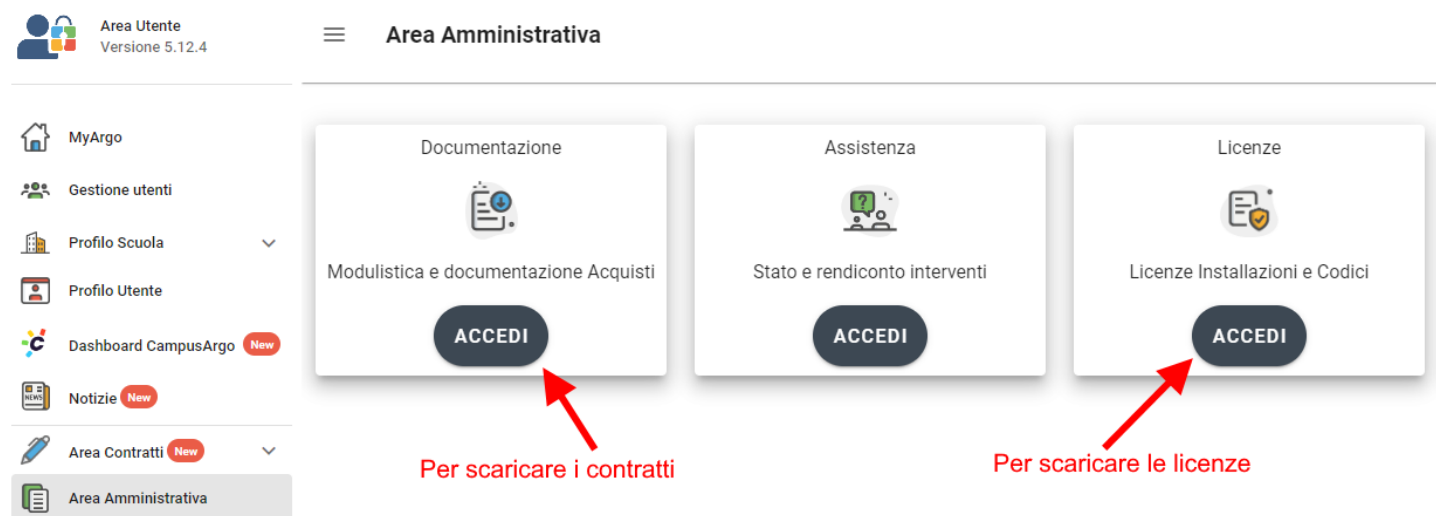 Area Utente
Versione 5.12.4
Area Amministrativa
MyArgo
Gestione utenti
Profilo Scuola
Profilo Utente
Dashboard CampusArgo New
NEWS
Notizie New
Area Contratti New
Area Amministrativa
Documentazione
Modulistica e documentazione Acquisti
ACCEDI
Per scaricare i contratti
Assistenza
?
Stato e rendiconto interventi
ACCEDI
Licenze
Licenze Installazioni e Codici
ACCEDI
Per scaricare le licenze